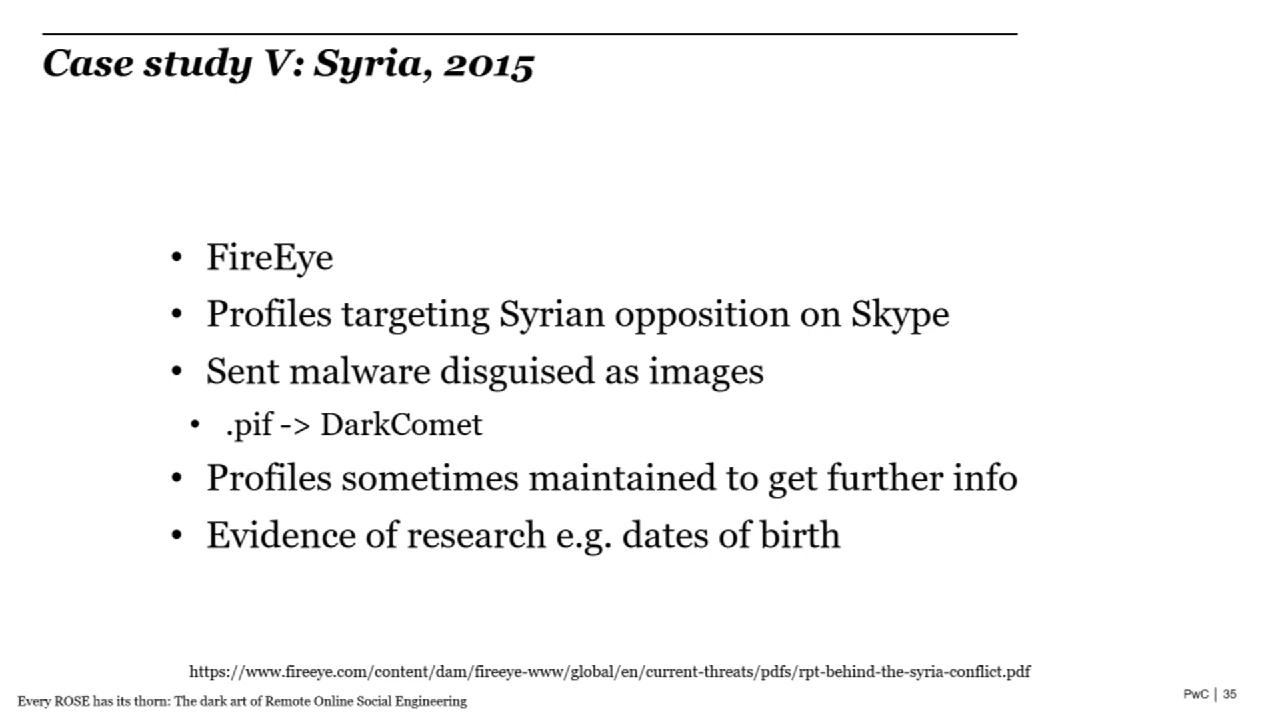 Case study V: Syria, 2015
• FireEye
• Profiles targeting Syrian opposition on Skype
• Sent malware disguised as images
• .pif -> DarkComet
• Profiles sometimes maintained to get further info
• Evidence of research e.g. dates of birth
https://www.fireeye.com/content/dam/fireeye-www/global/en/current-threats/pdfs/rpt-behind-the-syria-conflict.pdf
Every ROSE has its thorn: The dark art of Remote Online Social Engineering
PwC | 35